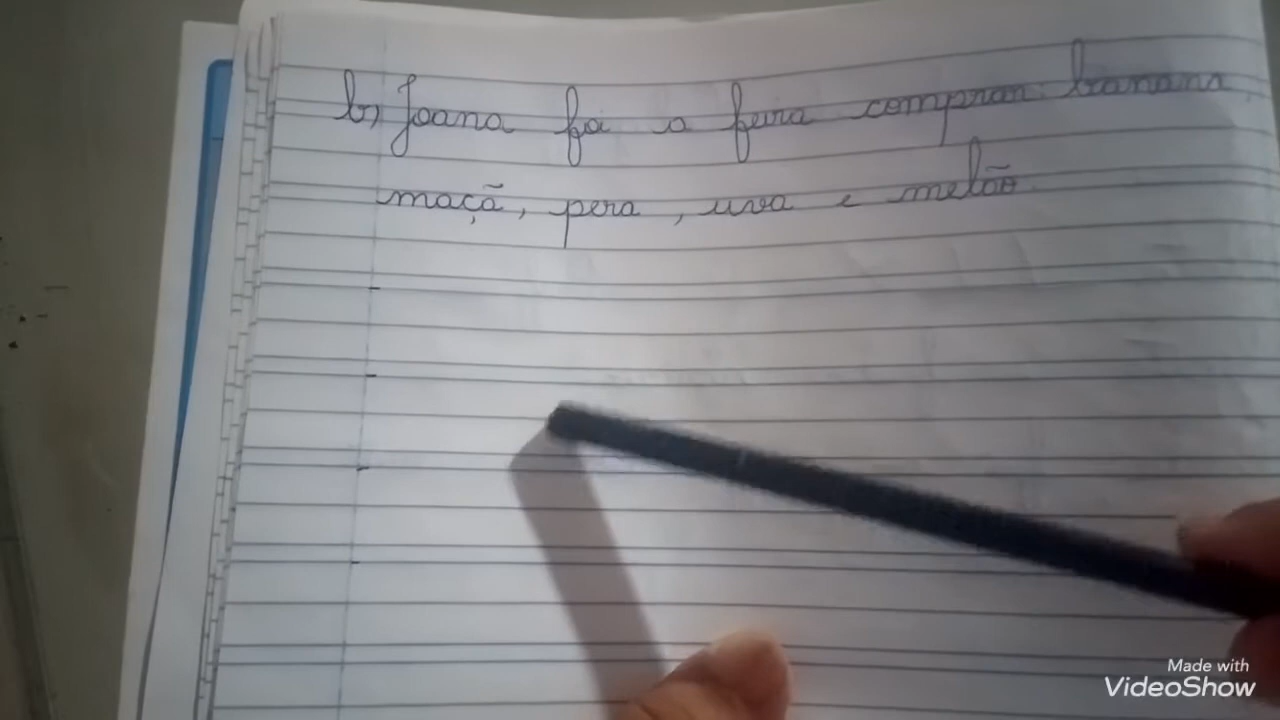 b) Joana foi a feira comprar: banana,
maçã, pera, uva e melão.
Made with
VideoShow